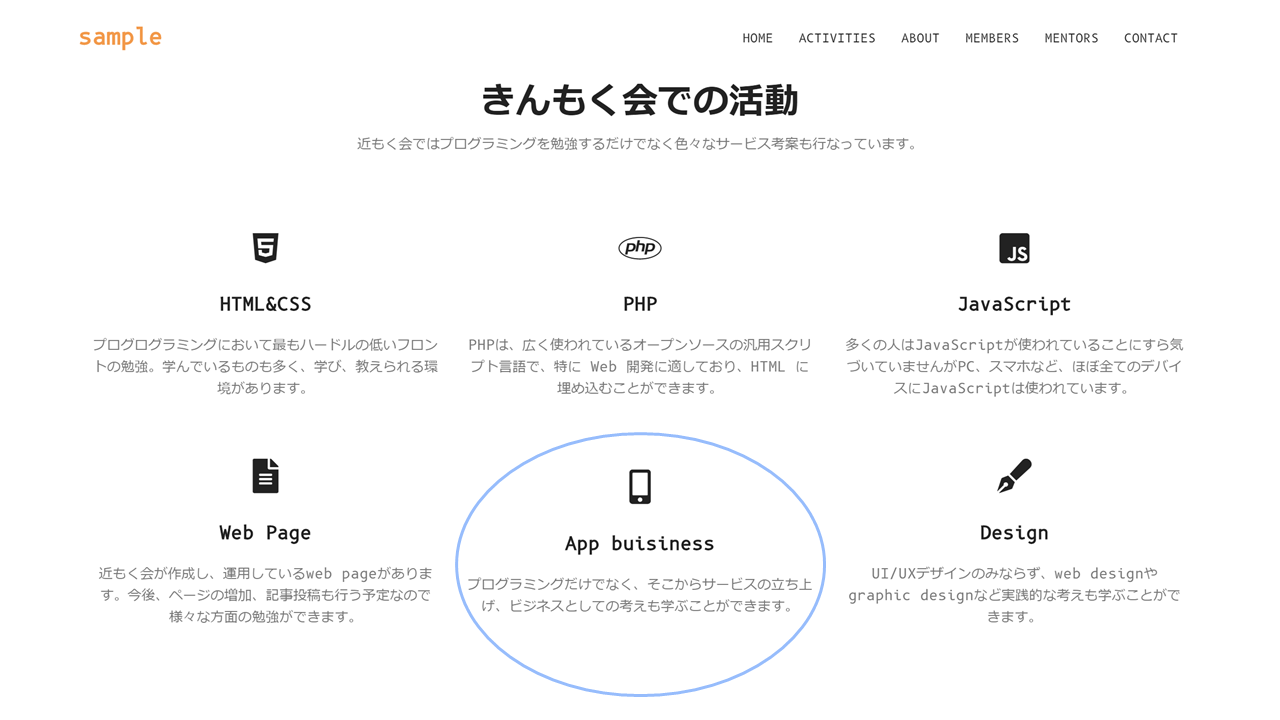 sample
HOME ACTIVITIES ABOUT MEMBERS MENTORS CONTACT
きんもく会での活動
近もく会ではプログラミングを勉強するだけでなく色々なサービス考案も行なっています。
5
php
JS
HTML&CSS
プログログラミングにおいて最もハードルの低いフロン
トの勉強。学んでいるものも多く、学び、教えられる環
境があります。
PHP
PHPは、広く使われているオープンソースの汎用スクリ
プト言語で、特に Web 開発に適しており、HTML に
埋め込むことができます。
JavaScript
多くの人はJavaScriptが使われていることにすら気
づいていませんがPC、スマホなど、ほぼ全てのデバイ
スにJavaScriptは使われています。
Web Page
近もく会が作成し、運用しているweb pageがありま
す。今後、ページの増加、記事投稿も行う予定なので
様々な方面の勉強ができます。
App buisiness
プログラミングだけでなく、そこからサービスの立ち上
げ、ビジネスとしての考えも学ぶことができます。
Design
UI/UXデザインのみならず、web designや
graphic designなど実践的な考えも学ぶことがで
きます。